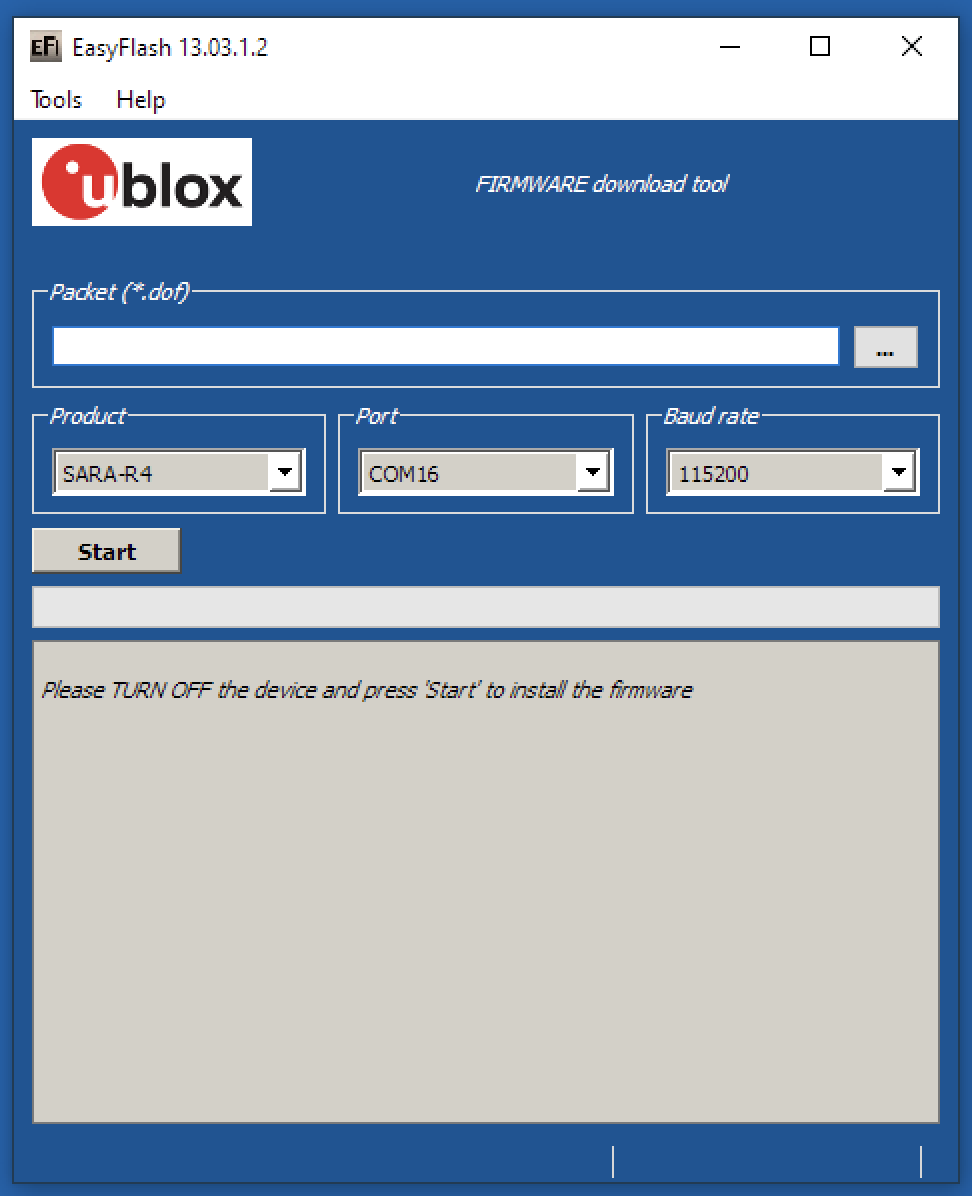 EFi EasyFlash 13.03.1.2
Tools Help
ublox
FIRMWARE download tool
Packet (*.dof)
...
Product Port Baud rate
SARA-R4 COM16 115200
Start
Please TURN OFF the device and press 'Start' to install the firmware